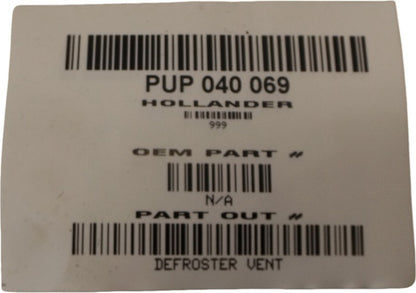 PUP 040 069
HOLLANDER
999
OEM PART #
N/A
PART OUT #
DEFROSTER VENT